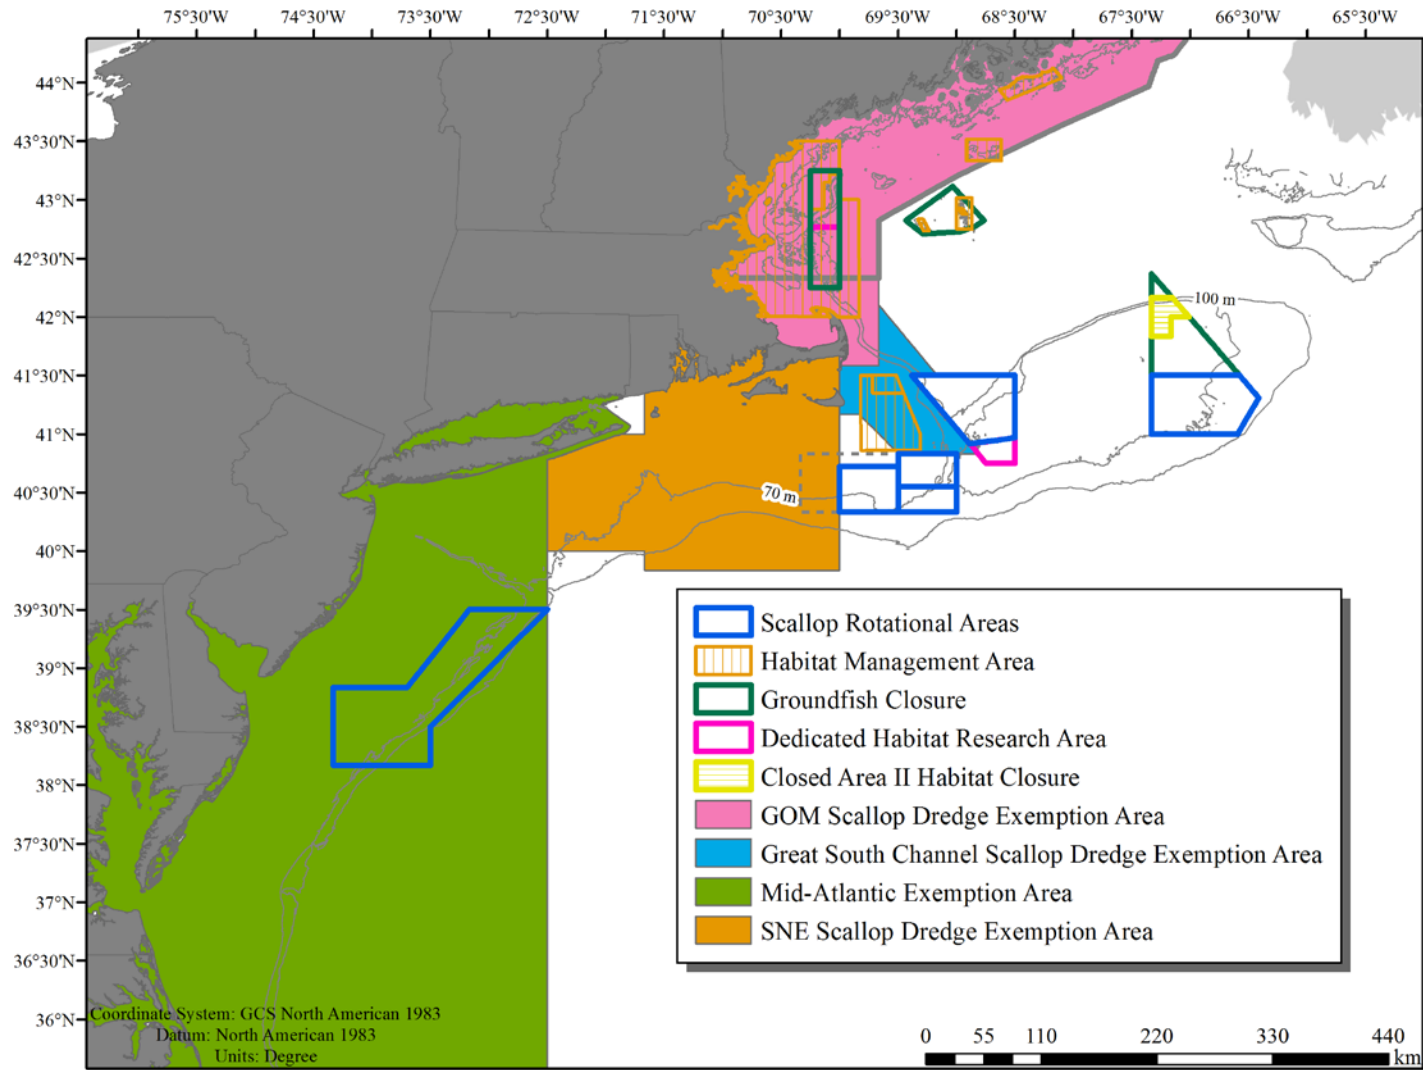 75°30'W 74°30'W 73°30'W 72°30'W 71°30'W 70°30'W 69°30'W 68°30'W 67°30'W 66°30'W 65°30'W
44°N
43°30'N
43°N
42°30'N
42°N
41°30'N
41°N
40°30'N
40°N
39°30'N
39°N
38°30'N
38°N
37°30'N
37°N
36°30'N
36°N
100 m
70 m
Scallop Rotational Areas
Habitat Management Area
Groundfish Closure
Dedicated Habitat Research Area
Closed Area II Habitat Closure
GOM Scallop Dredge Exemption Area
Great South Channel Scallop Dredge Exemption Area
Mid-Atlantic Exemption Area
SNE Scallop Dredge Exemption Area
Coordinate System: GCS North American 1983
Datum: North American 1983
Units: Degree
0 55 110 220 330 440
km